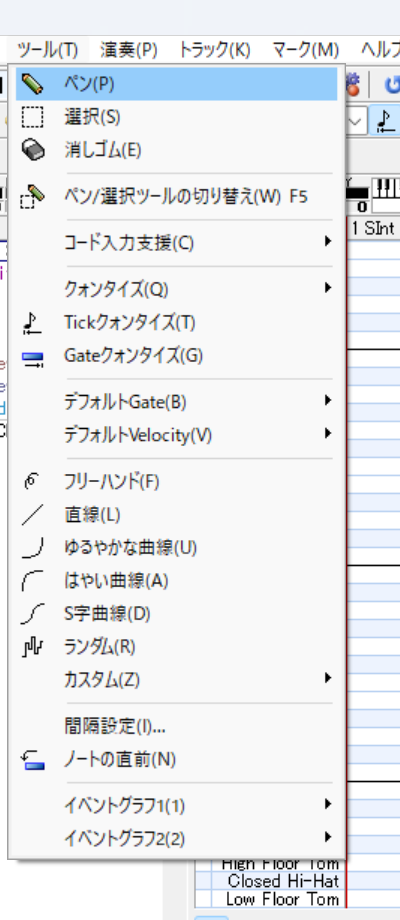 ツール(T) 演奏(P) トラック(K) マーク(M) ヘルプ
ペン(P)
選択(S)
消しゴム(E)
ペン/選択ツールの切り替え(W) F5
0
1 SInt
コード入力支援(C)
クォンタイズ(Q)
Tickクォンタイズ(T)
Gateクォンタイズ(G)
デフォルトGate(B)
デフォルトVelocity(V)
フリーハンド(F)
直線(L)
ゆるやかな曲線(U)
はやい曲線(A)
S字曲線(D)
ランダム(R)
カスタム(Z)
間隔設定(I)...
ノートの直前(N)
イベントグラフ1(1)
イベントグラフ2(2)
High Floor Tom
Closed Hi-Hat
Low Floor Tom